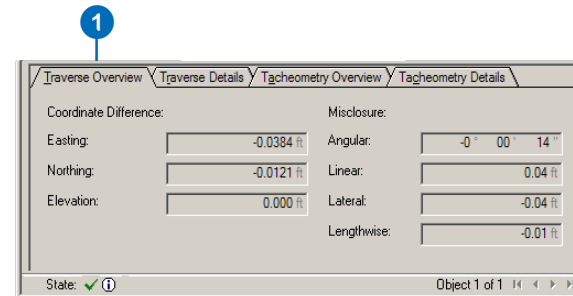 1
Traverse Overview Traverse Details Tacheometry Overview Tacheometry Details
Coordinate Difference: Misclosure:
Easting: -0.0384 ft Angular: -0 ° 00 ' 14 "
Northing: -0.0121 ft Linear: 0.04 ft
Elevation: 0.000 ft Lateral: -0.04 ft
Lengthwise: -0.01 ft
State: Object 1 of 1